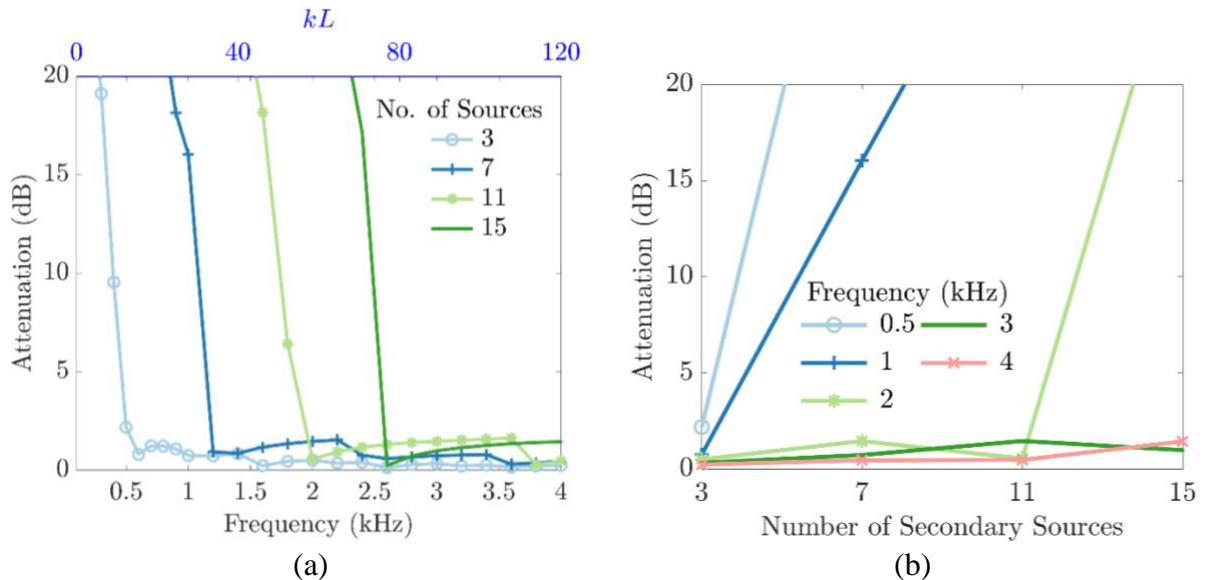 kL
0 40 80 120
20
15
10
5
0
Attenuation (dB)
No. of Sources
3
7
11
15
0.5 1 1.5 2 2.5 3 3.5 4
Frequency (kHz)
(a)
20
15
10
5
0
Attenuation (dB)
Frequency (kHz)
0.5 3
1 4
2
3 7 11 15
Number of Secondary Sources
(b)